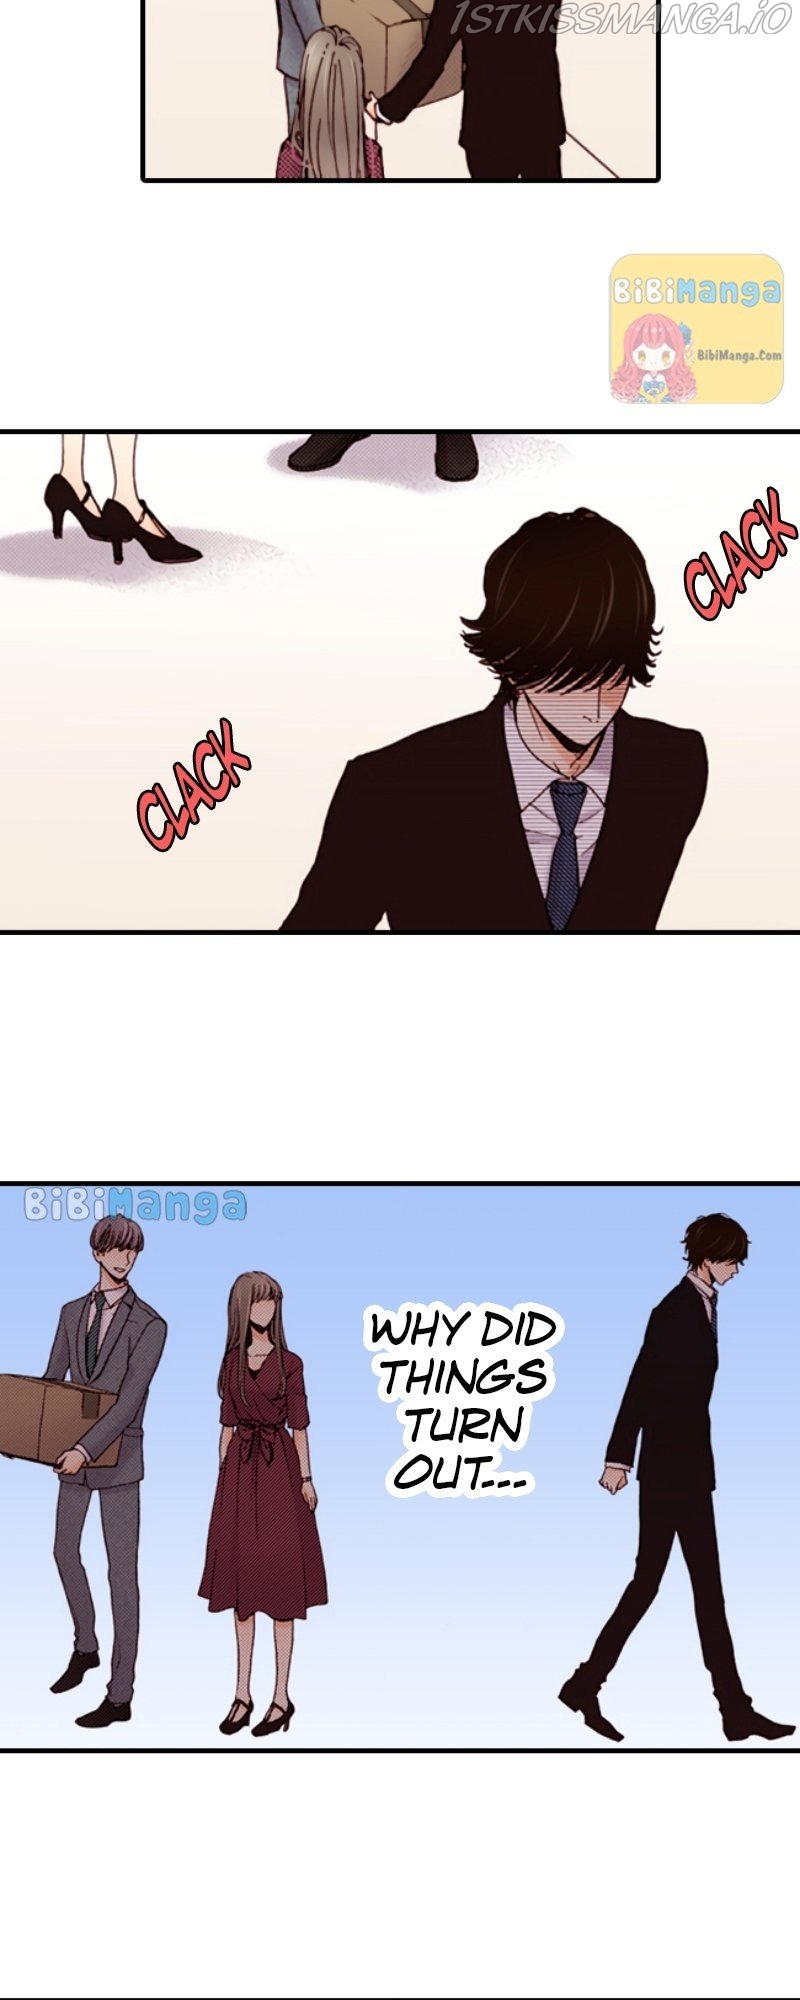 1STKISSMANGA.IO
BiBiManga
BibiManga.Com
CLACK
CLACK
BiBiManga
WHY DID
THINGS
TURN
OUT...